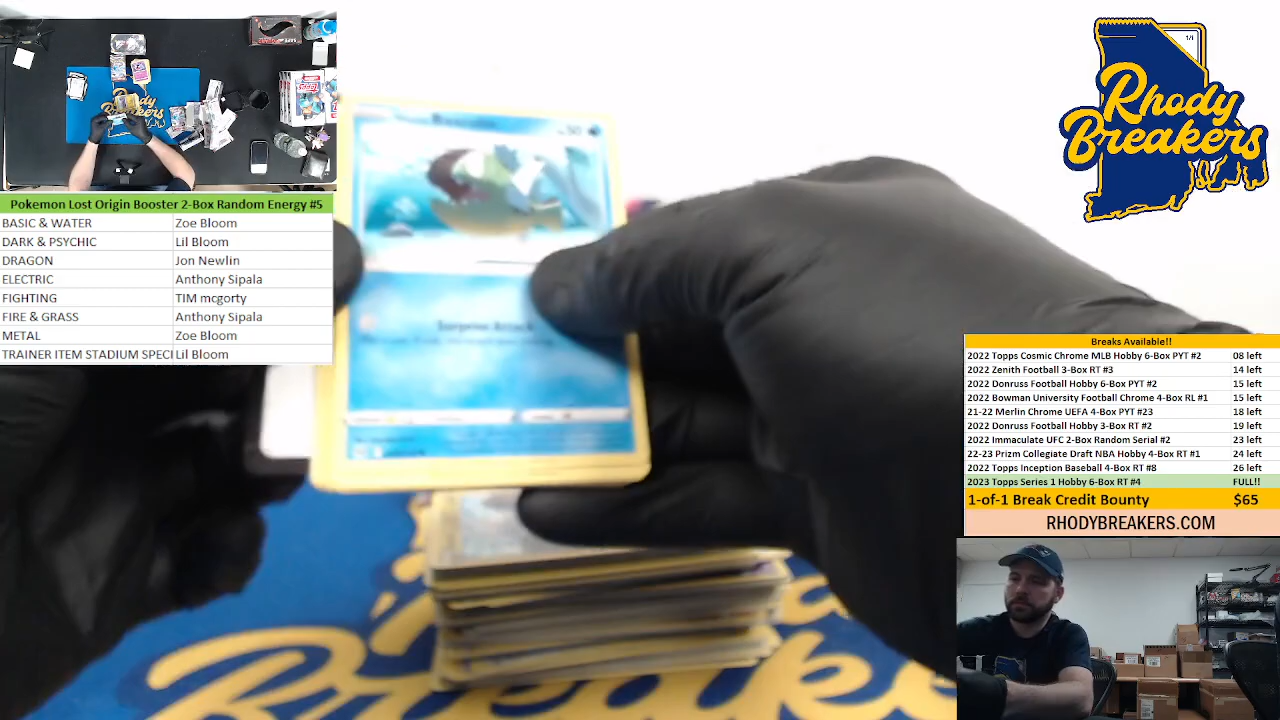 Pokemon Lost Origin Booster 2-Box Random Energy #5
BASIC & WATER Zoe Bloom
DARK & PSYCHIC Lil Bloom
DRAGON Jon Newlin
ELECTRIC Anthony Sipala
FIGHTING TIM mcgorty
FIRE & GRASS Anthony Sipala
METAL Zoe Bloom
TRAINER ITEM STADIUM SPECI Lil Bloom
Surprise Attack
Rhody
Breakers
1/1
Rhody
Breakers
Breaks Available!!
2022 Topps Cosmic Chrome MLB Hobby 6-Box PYT #2 08 left
2022 Zenith Football 3-Box RT #3 14 left
2022 Donruss Football Hobby 6-Box PYT #2 15 left
2022 Bowman University Football Chrome 4-Box RL #1 15 left
21-22 Merlin Chrome UEFA 4-Box PYT #23 18 left
2022 Donruss Football Hobby 3-Box RT #2 19 left
2022 Immaculate UFC 2-Box Random Serial #2 23 left
22-23 Prizm Collegiate Draft NBA Hobby 4-Box RT #1 24 left
2022 Topps Inception Baseball 4-Box RT #8 26 left
2023 Topps Series 1 Hobby 6-Box RT #4 FULL!!
1-of-1 Break Credit Bounty $65
RHODYBREAKERS.COM